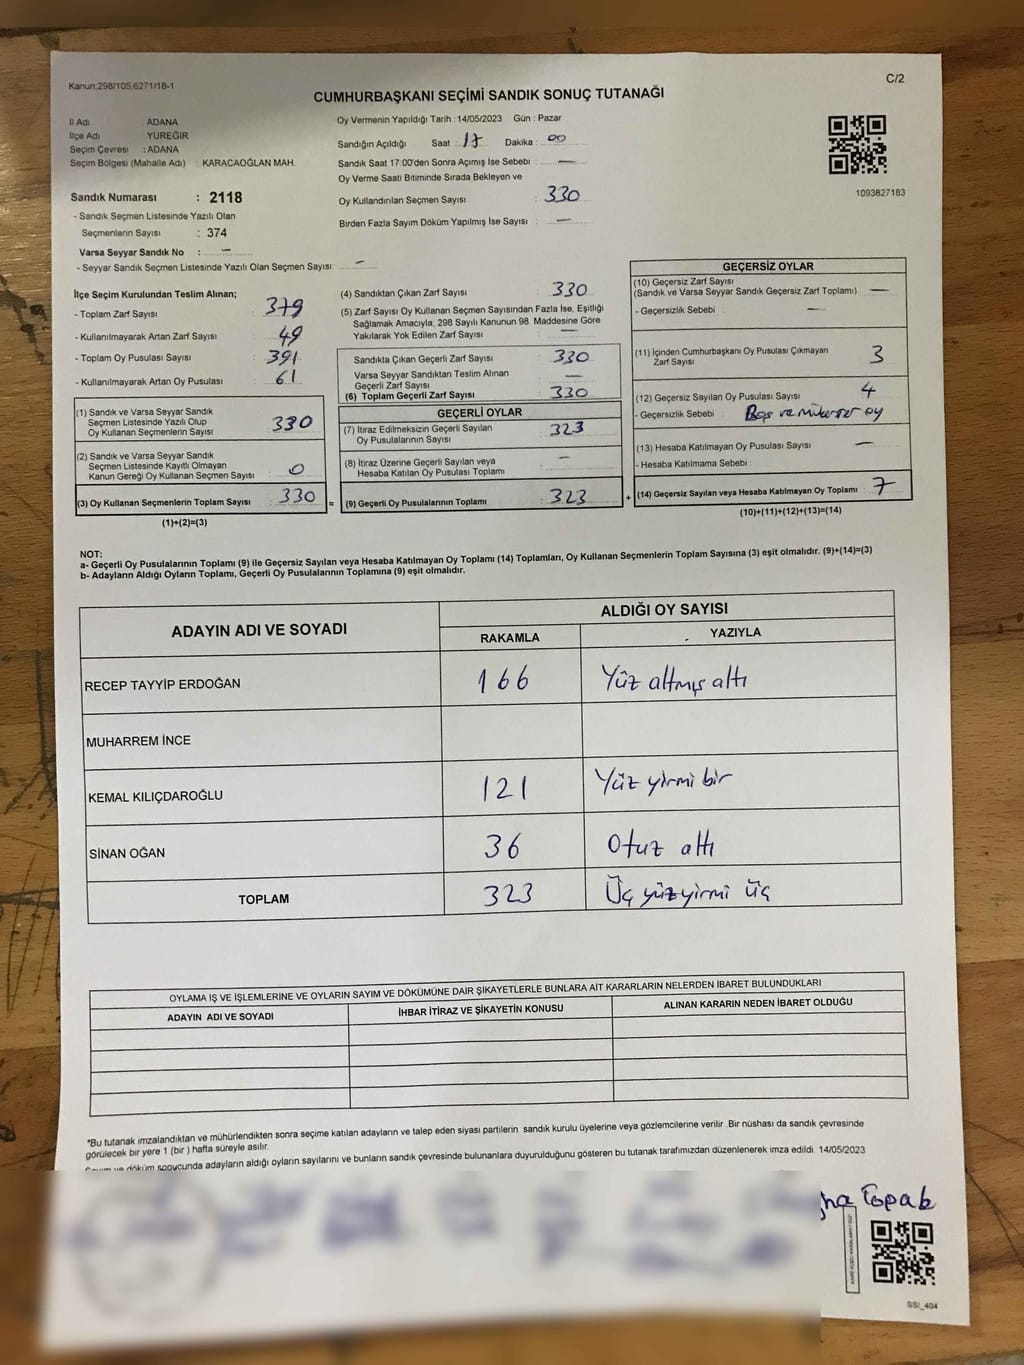 Kanun:298/105,6271/18-1
C/2
CUMHURBAŞKANI SEÇİMİ SANDIK SONUÇ TUTANAĞI
İl Adı ADANA
İlçe Adı YÜREĞİR
Seçim Çevresi : ADANA
Seçim Bölgesi (Mahalle Adı) : KARACAOĞLAN MAH.
Sandık Numarası : 2118
- Sandık Seçmen Listesinde Yazılı Olan
Seçmenlerin Sayısı : 374
Varsa Seyyar Sandık No : –
- Seyyar Sandık Seçmen Listesinde Yazılı Olan Seçmen Sayısı –
Oy Vermenin Yapıldığı Tarih :14/05/2023 Gün : Pazar
Sandığın Açıldığı Saat 17 Dakika : 00
Sandık Saat 17:00'den Sonra Açımış İse Sebebi : —
Oy Verme Saati Bitiminde Sırada Bekleyen ve
Oy Kullandırılan Seçmen Sayısı : 330
Birden Fazla Sayım Döküm Yapılmış İse Sayısı : —
1093827183
İlçe Seçim Kurulundan Teslim Alınan;
- Toplam Zarf Sayısı : 379
- Kullanılmayarak Artan Zarf Sayısı : 49
- Toplam Oy Pusulası Sayısı : 391
- Kullanılmayarak Artan Oy Pusulası : 61
(1) Sandık ve Varsa Seyyar Sandık
Seçmen Listesinde Yazılı Olup
Oy Kullanan Seçmenlerin Sayısı 330
(2) Sandık ve Varsa Seyyar Sandık
Seçmen Listesinde Kayıtlı Olmayan
Kanun Gereği Oy Kullanan Seçmen Sayısı 0
(3) Oy Kullanan Seçmenlerin Toplam Sayısı 330
(1)+(2)=(3)
=
(4) Sandıktan Çıkan Zarf Sayısı : 330
(5) Zarf Sayısı Oy Kullanan Seçmen Sayısından Fazla İse, Eşitliği
Sağlamak Amacıyla, 298 Sayılı Kanunun 98. Maddesine Göre
Yakılarak Yok Edilen Zarf Sayısı : —
Sandıkta Çıkan Geçerli Zarf Sayısı : 330
Varsa Seyyar Sandıktan Teslim Alınan
Geçerli Zarf Sayısı : —
(6) Toplam Geçerli Zarf Sayısı : 330
GEÇERLİ OYLAR
(7) İtiraz Edilmeksizin Geçerli Sayılan
Oy Pusulalarının Sayısı : 323
(8) İtiraz Üzerine Geçerli Sayılan veya
Hesaba Katılan Oy Pusulası Toplamı : –
(9) Geçerli Oy Pusulalarının Toplamı : 323
+
GEÇERSİZ OYLAR
(10) Geçersiz Zarf Sayısı
(Sandık ve Varsa Seyyar Sandık Geçersiz Zarf Toplamı) : —
- Geçersizlik Sebebi : —
(11) İçinden Cumhurbaşkanı Oy Pusulası Çıkmayan
Zarf Sayısı : 3
(12) Geçersiz Sayılan Oy Pusulası Sayısı : 4
- Geçersizlik Sebebi : Boş ve mükerrer oy
(13) Hesaba Katılmayan Oy Pusulası Sayısı : —
- Hesaba Katılmama Sebebi :
(14) Geçersiz Sayılan veya Hesaba Katılmayan Oy Toplamı : 7
(10)+(11)+(12)+(13)=(14)
NOT:
a- Geçerli Oy Pusulalarının Toplamı (9) ile Geçersiz Sayılan veya Hesaba Katılmayan Oy Toplamı (14) Toplamları, Oy Kullanan Seçmenlerin Toplam Sayısına (3) eşit olmalıdır. (9)+(14)=(3)
b- Adayların Aldığı Oyların Toplamı, Geçerli Oy Pusulalarının Toplamına (9) eşit olmalıdır.
ADAYIN ADI VE SOYADI
ALDIĞI OY SAYISI
RAKAMLA YAZIYLA
RECEP TAYYİP ERDOĞAN 166 Yüz altmış altı
MUHARREM İNCE
KEMAL KILIÇDAROĞLU 121 Yüz yirmi bir
SİNAN OĞAN 36 Otuz altı
TOPLAM 323 Üç yüz yirmi üç
OYLAMA İŞ VE İŞLEMLERİNE VE OYLARIN SAYIM VE DÖKÜMÜNE DAİR ŞİKAYETLERLE BUNLARA AİT KARARLARIN NELERDEN İBARET BULUNDUKLARI
ADAYIN ADI VE SOYADI İHBAR İTİRAZ VE ŞİKAYETİN KONUSU ALINAN KARARIN NEDEN İBARET OLDUĞU
*Bu tutanak imzalandıktan ve mühürlendikten sonra seçime katılan adayların ve talep eden siyasi partilerin sandık kurulu üyelerine veya gözlemcilerine verilir .Bir nüshası da sandık çevresinde
görülecek bir yere 1 (bir ) hafta süreyle asılır.
ve döküm sonucunda adayların aldığı oyların sayılarını ve bunların sandık çevresinde bulunanlara duyurulduğunu gösteren bu tutanak tarafımızdan düzenlenerek imza edildi. 14/05/2023
Topak
SSI_404